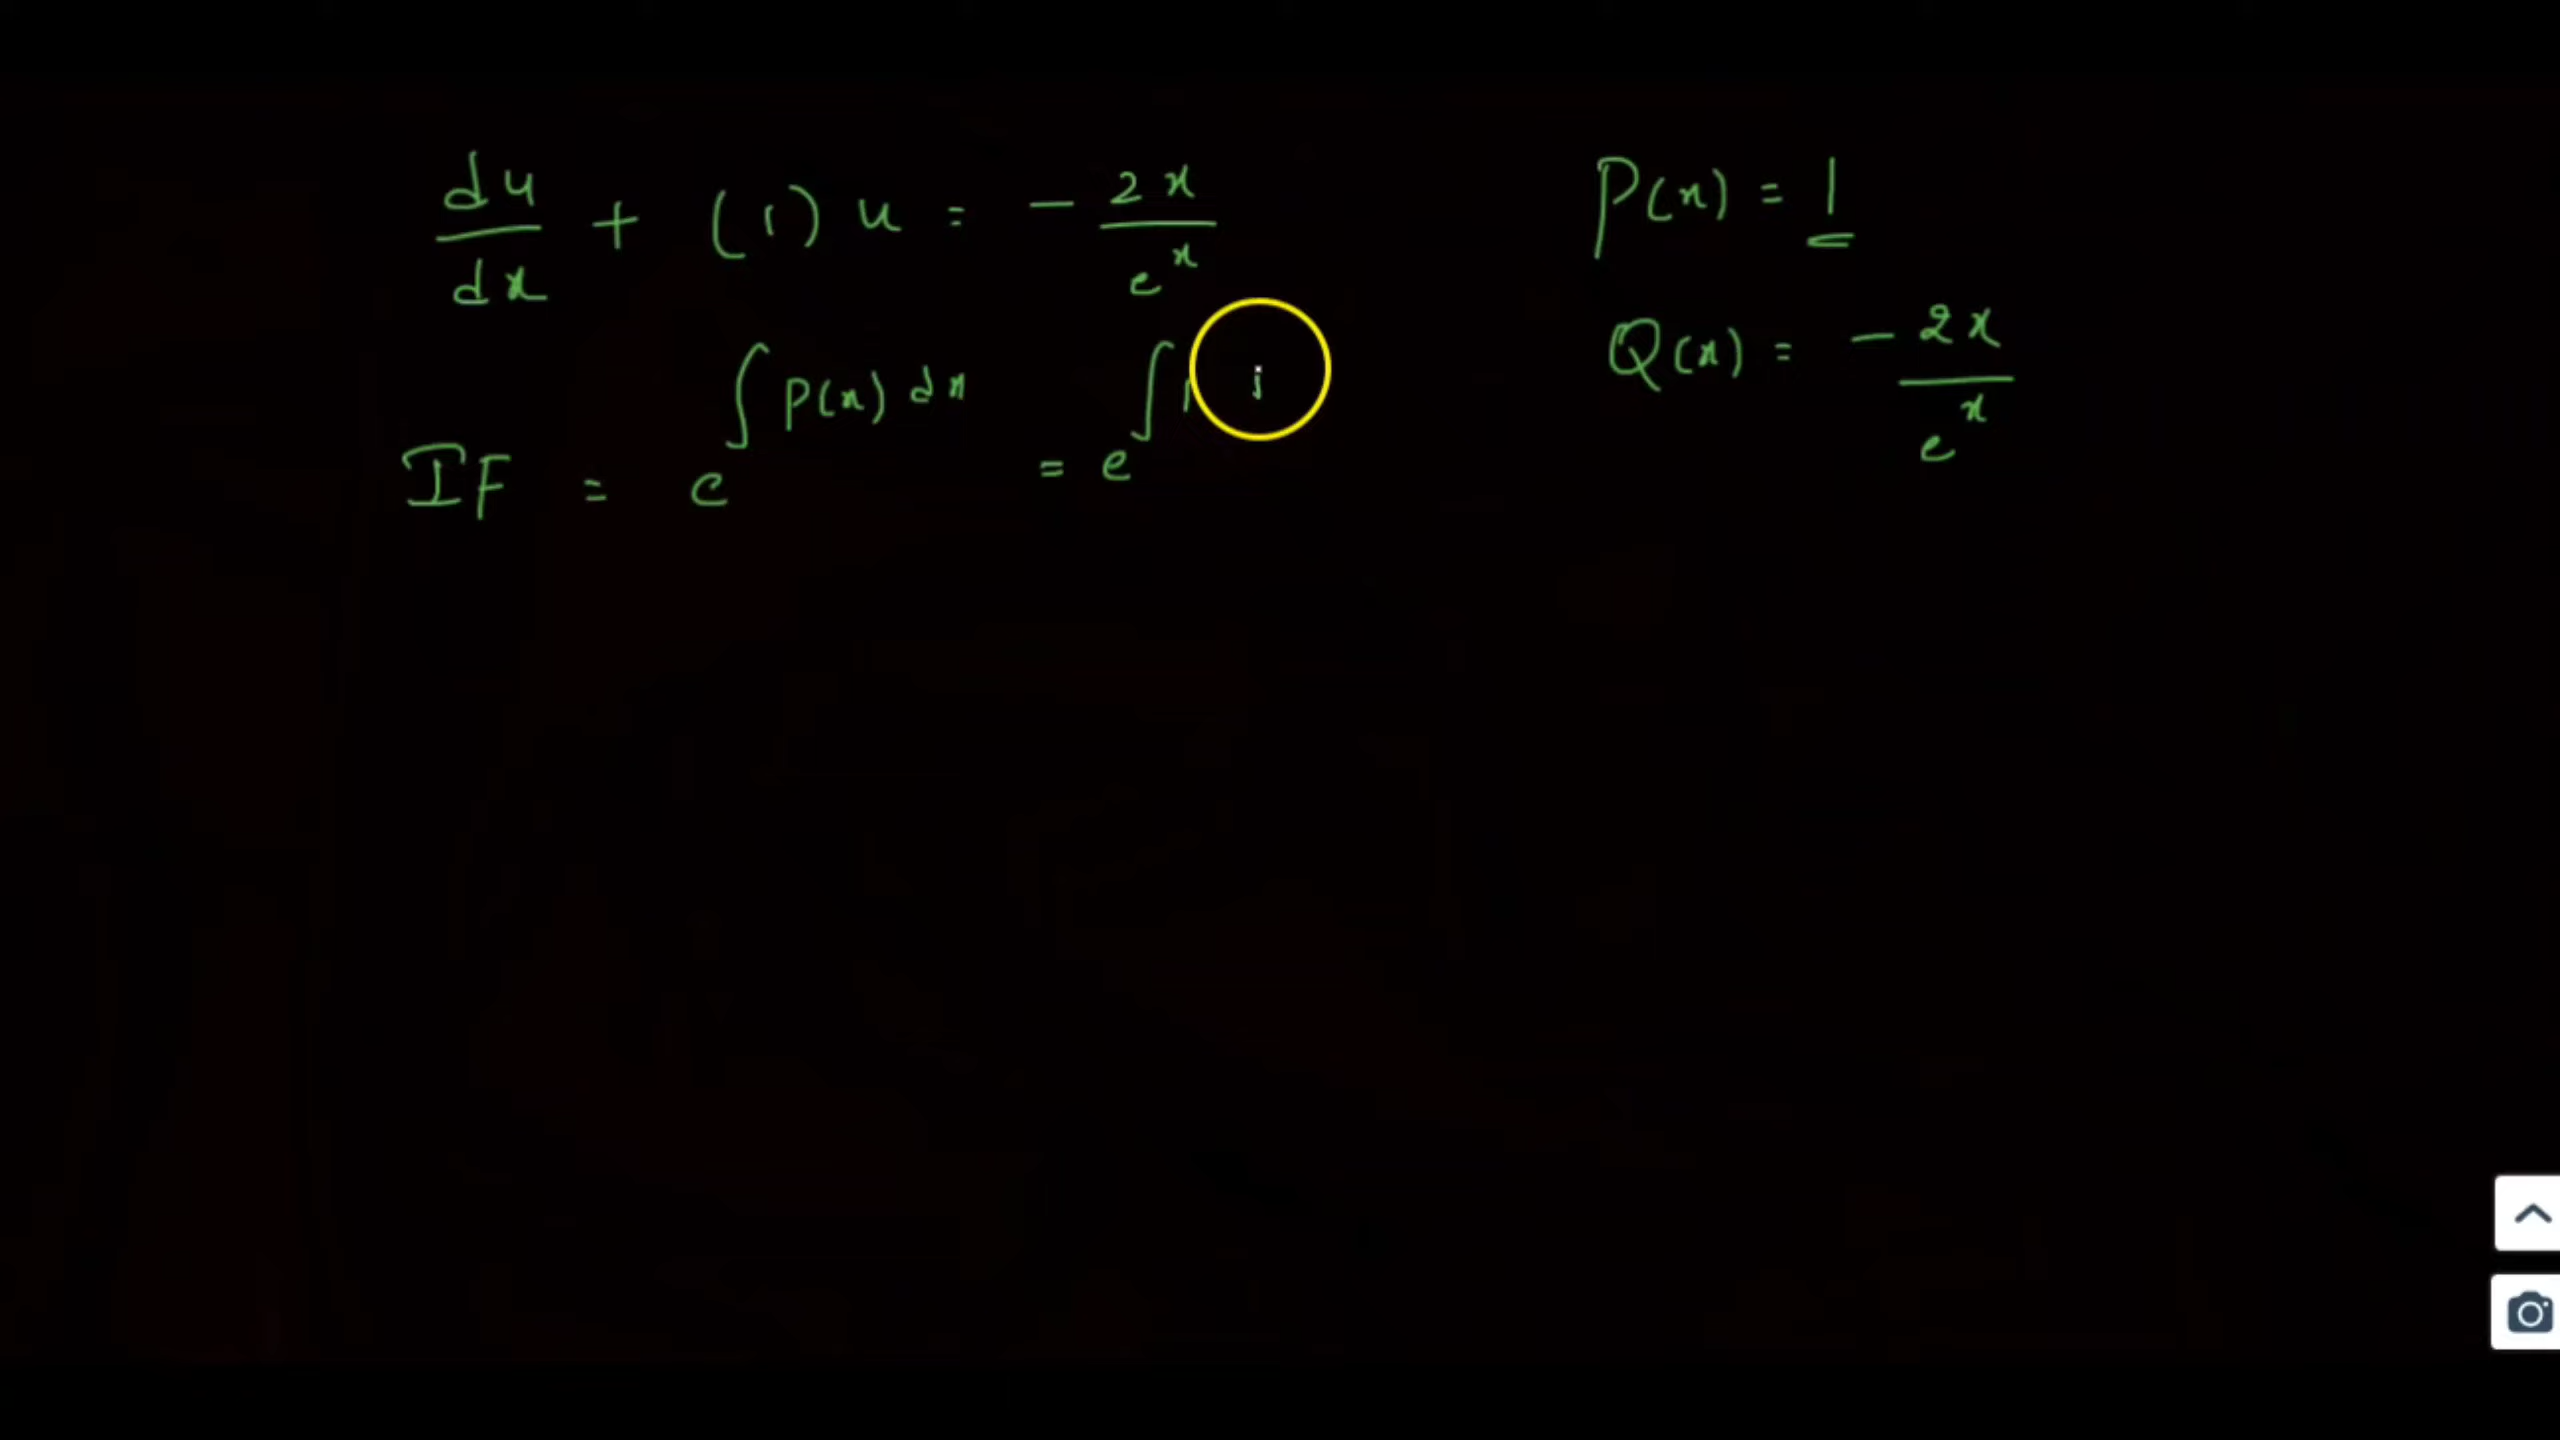 du/dx + (1) u = - 2x/e^x
P(x) = 1
Q(x) = - 2x/e^x
IF = e^∫P(x) dx = e^∫1